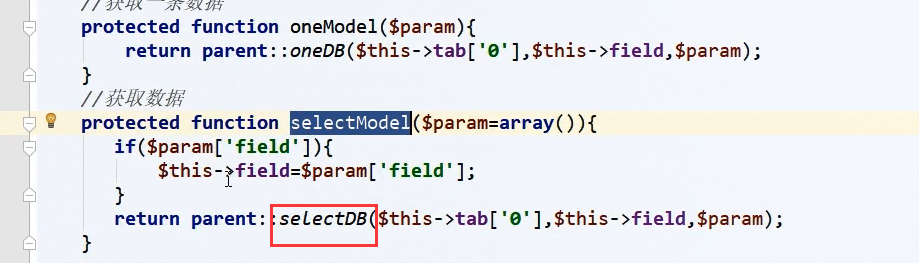 //获取一条数据
protected function oneModel($param){
return parent::oneDB($this->tab['0'],$this->field,$param);
}
//获取数据
protected function selectModel($param=array()){
if($param['field']){
$this->field=$param['field'];
}
return parent::selectDB($this->tab['0'],$this->field,$param);
}